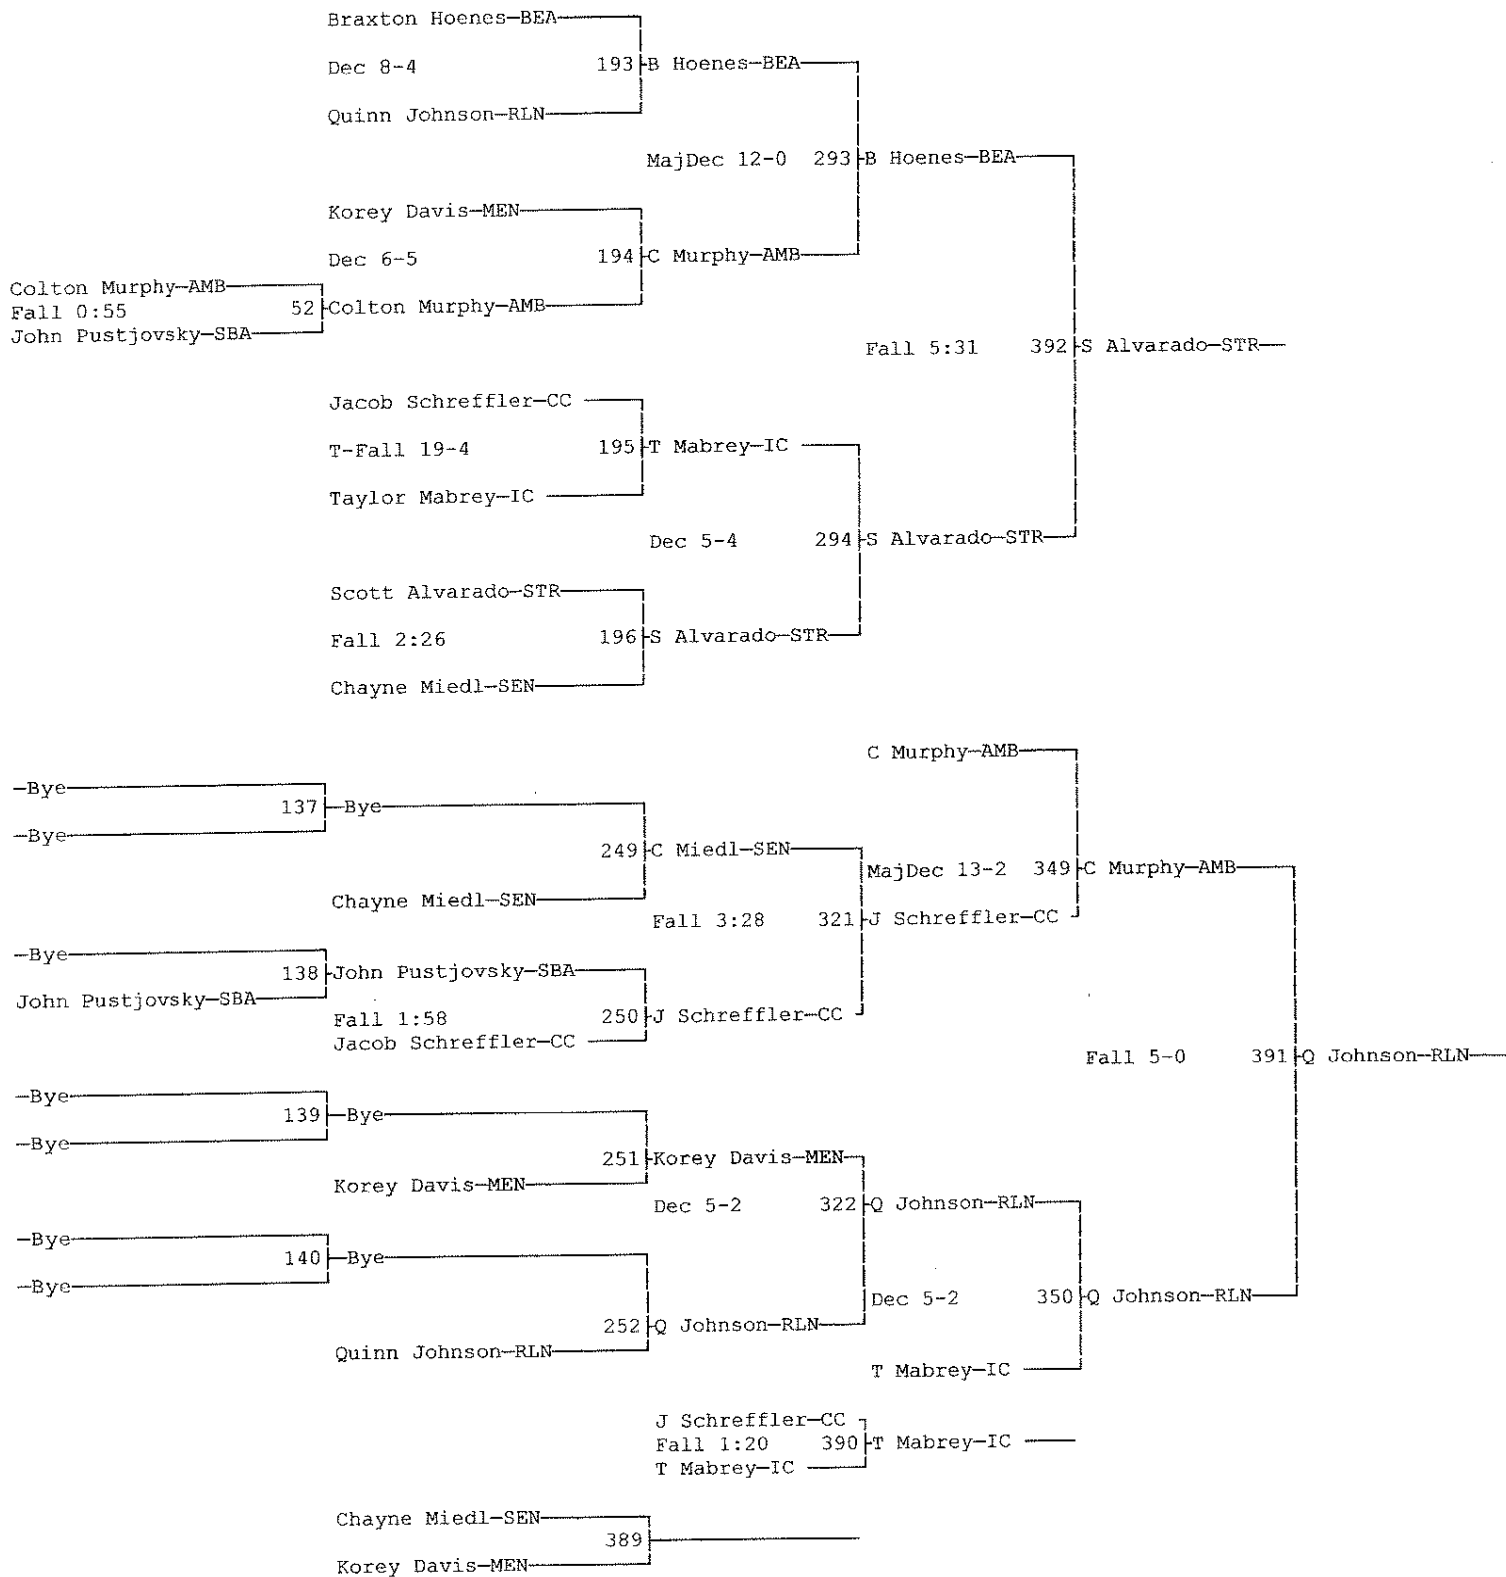 Braxton Hoenes-BEA
Dec 8-4 193 B Hoenes-BEA
Quinn Johnson-RLN
MajDec 12-0 293 B Hoenes-BEA
Korey Davis-MEN
Dec 6-5 194 C Murphy-AMB
Colton Murphy-AMB
Fall 0:55 52 Colton Murphy-AMB
John Pustjovsky-SBA
Fall 5:31 392 S Alvarado-STR
Jacob Schreffler-CC
T-Fall 19-4 195 T Mabrey-IC
Taylor Mabrey-IC
Dec 5-4 294 S Alvarado-STR
Scott Alvarado-STR
Fall 2:26 196 S Alvarado-STR
Chayne Miedl-SEN
C Murphy-AMB
-Bye
137 -Bye
-Bye
249 C Miedl-SEN
MajDec 13-2 349 C Murphy-AMB
Chayne Miedl-SEN
Fall 3:28 321 J Schreffler-CC
-Bye
138 John Pustjovsky-SBA
John Pustjovsky-SBA
Fall 1:58 250 J Schreffler-CC
Jacob Schreffler-CC
Fall 5-0 391 Q Johnson-RLN
-Bye
139 -Bye
-Bye
251 Korey Davis-MEN
Korey Davis-MEN
Dec 5-2 322 Q Johnson-RLN
-Bye
140 -Bye
-Bye
Dec 5-2 350 Q Johnson-RLN
252 Q Johnson-RLN
Quinn Johnson-RLN
T Mabrey-IC
J Schreffler-CC
Fall 1:20 390 T Mabrey-IC
T Mabrey-IC
Chayne Miedl-SEN
389
Korey Davis-MEN